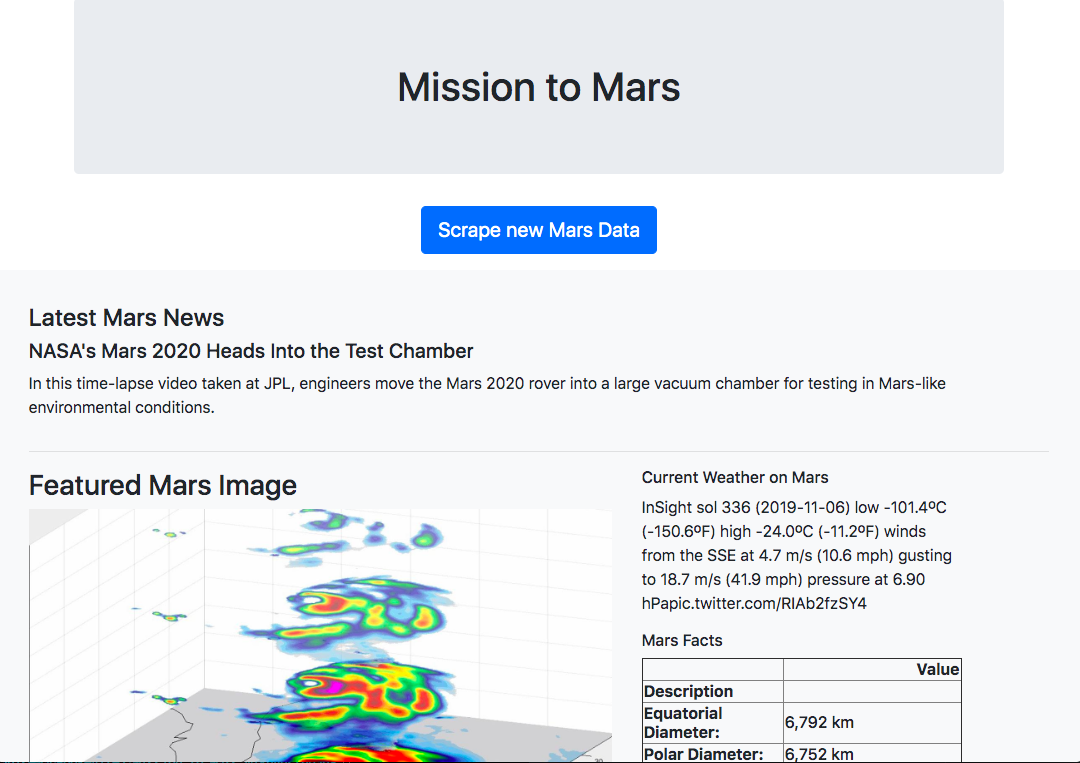 Mission to Mars
Scrape new Mars Data
Latest Mars News
NASA's Mars 2020 Heads Into the Test Chamber
In this time-lapse video taken at JPL, engineers move the Mars 2020 rover into a large vacuum chamber for testing in Mars-like
environmental conditions.
Featured Mars Image
Current Weather on Mars
InSight sol 336 (2019-11-06) low -101.4ºC
(-150.6ºF) high -24.0ºC (-11.2ºF) winds
from the SSE at 4.7 m/s (10.6 mph) gusting
to 18.7 m/s (41.9 mph) pressure at 6.90
hPapic.twitter.com/RIAb2fzSY4
Mars Facts
Value
Description
Equatorial
Diameter: 6,792 km
Polar Diameter: 6,752 km